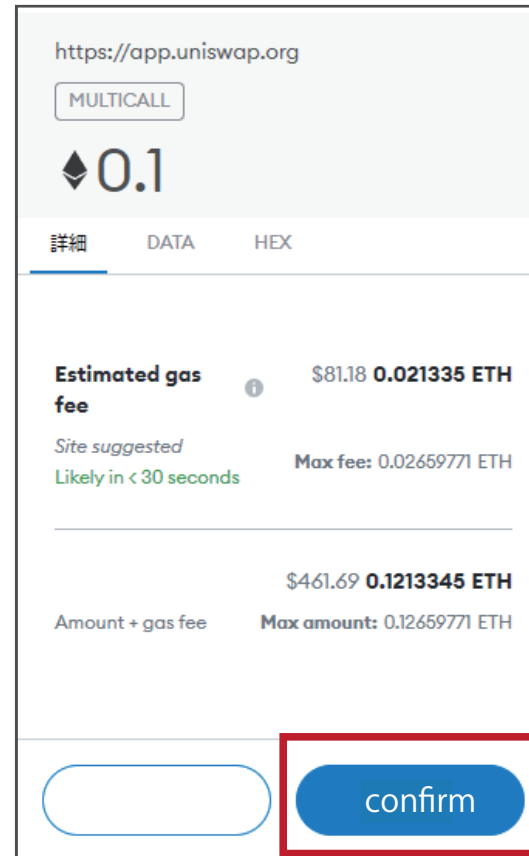 https://app.uniswap.org
MULTICALL
0.1
詳細 DATA HEX
Estimated gas fee $81.18 0.021335 ETH
Site suggested
Likely in < 30 seconds Max fee: 0.02659771 ETH
$461.69 0.1213345 ETH
Amount + gas fee Max amount: 0.12659771 ETH
confirm